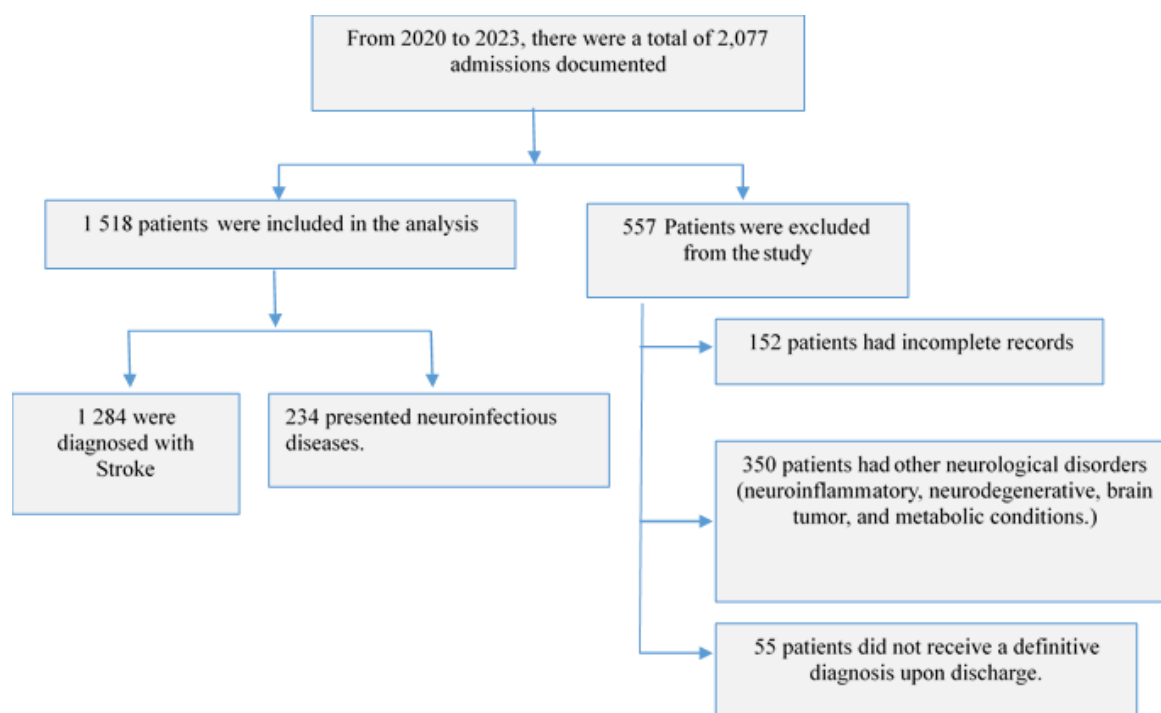 From 2020 to 2023, there were a total of 2,077
admissions documented
1 518 patients were included in the analysis
557 Patients were excluded
from the study
152 patients had incomplete records
1 284 were
diagnosed with
Stroke
234 presented neuroinfectious
diseases.
350 patients had other neurological disorders
(neuroinflammatory, neurodegenerative, brain
tumor, and metabolic conditions.)
55 patients did not receive a definitive
diagnosis upon discharge.